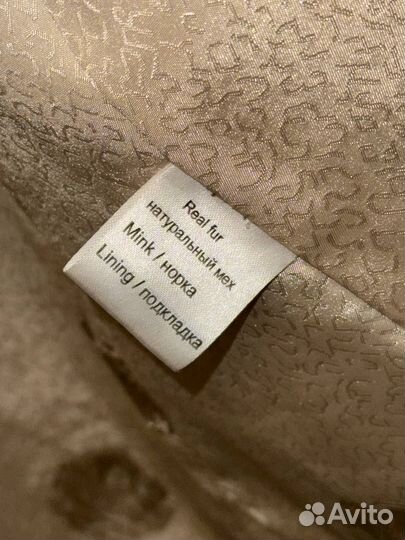 Real fur
натуральный мех
Mink / норка
Lining / подкладка
Avito